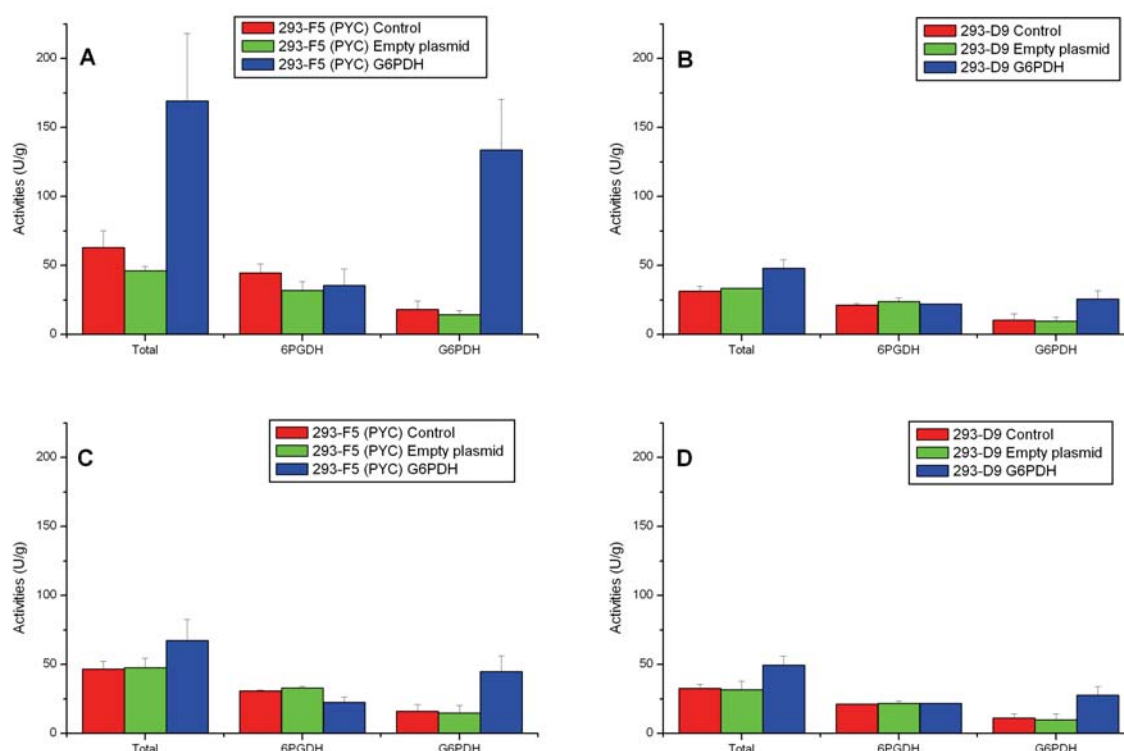 A
293-F5 (PYC) Control
293-F5 (PYC) Empty plasmid
293-F5 (PYC) G6PDH
Activities (U/g)
200
150
100
50
0
Total 6PGDH G6PDH
B
293-D9 Control
293-D9 Empty plasmid
293-D9 G6PDH
Activities (U/g)
200
150
100
50
0
Total 6PGDH G6PDH
C
293-F5 (PYC) Control
293-F5 (PYC) Empty plasmid
293-F5 (PYC) G6PDH
Activities (U/g)
200
150
100
50
0
Total 6PGDH G6PDH
D
293-D9 Control
293-D9 Empty plasmid
293-D9 G6PDH
Activities (U/g)
200
150
100
50
0
Total 6PGDH G6PDH